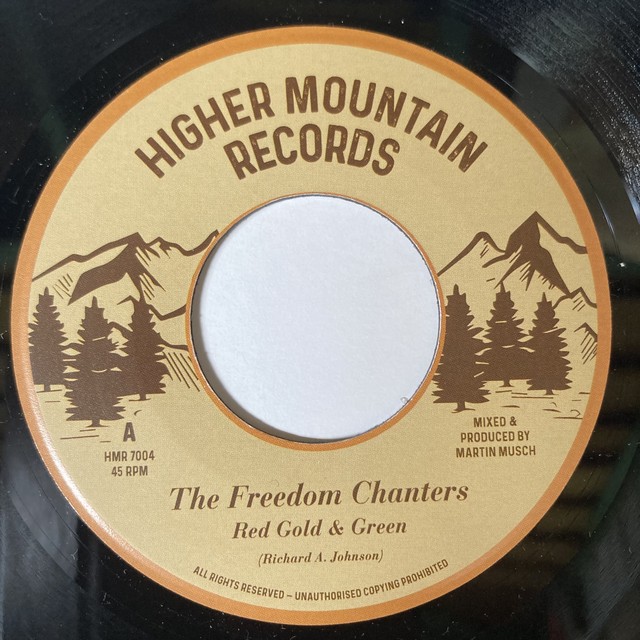 HIGHER MOUNTAIN
RECORDS
A
HMR 7004
45 RPM
MIXED &
PRODUCED BY
MARTIN MUSCH
The Freedom Chanters
Red Gold & Green
(Richard A. Johnson)
ALL RIGHTS RESERVED ~ UNAUTHORISED COPYING PROHIBITED